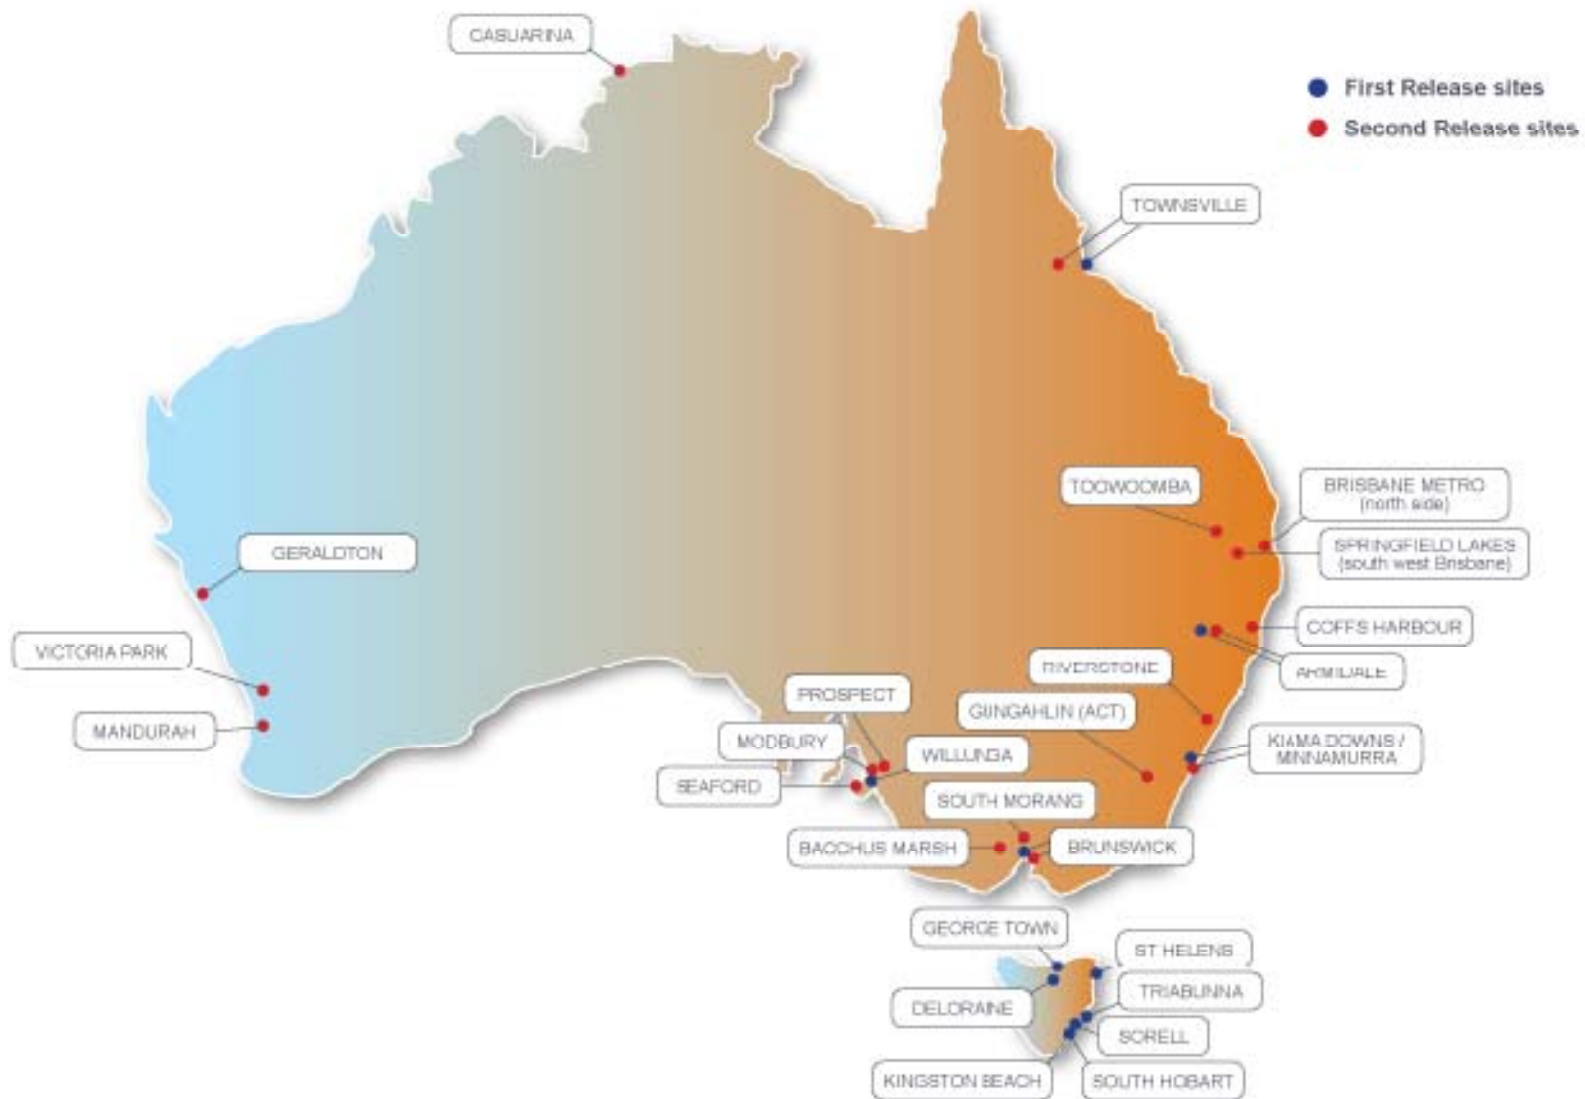 CASUARINA
First Release sites
Second Release sites
TOWNSVILLE
TOOWOOMBA
BRISBANE METRO
(north side)
SPRINGFIELD LAKES
(south west Brisbane)
GERALDTON
COFFS HARBOUR
VICTORIA PARK
RIVERSTONE
ARMIDALE
PROSPECT
GUNGAHLIN (ACT)
MANDURAH
MODBURY
WILLUNGA
KIAMA DOWNS /
MINNAMURRA
SEAFORD
SOUTH MORANG
BACCHUS MARSH
BRUNSWICK
GEORGE TOWN
ST HELENS
DELORAINE
TRIABUNNA
SORELL
KINGSTON BEACH
SOUTH HOBART